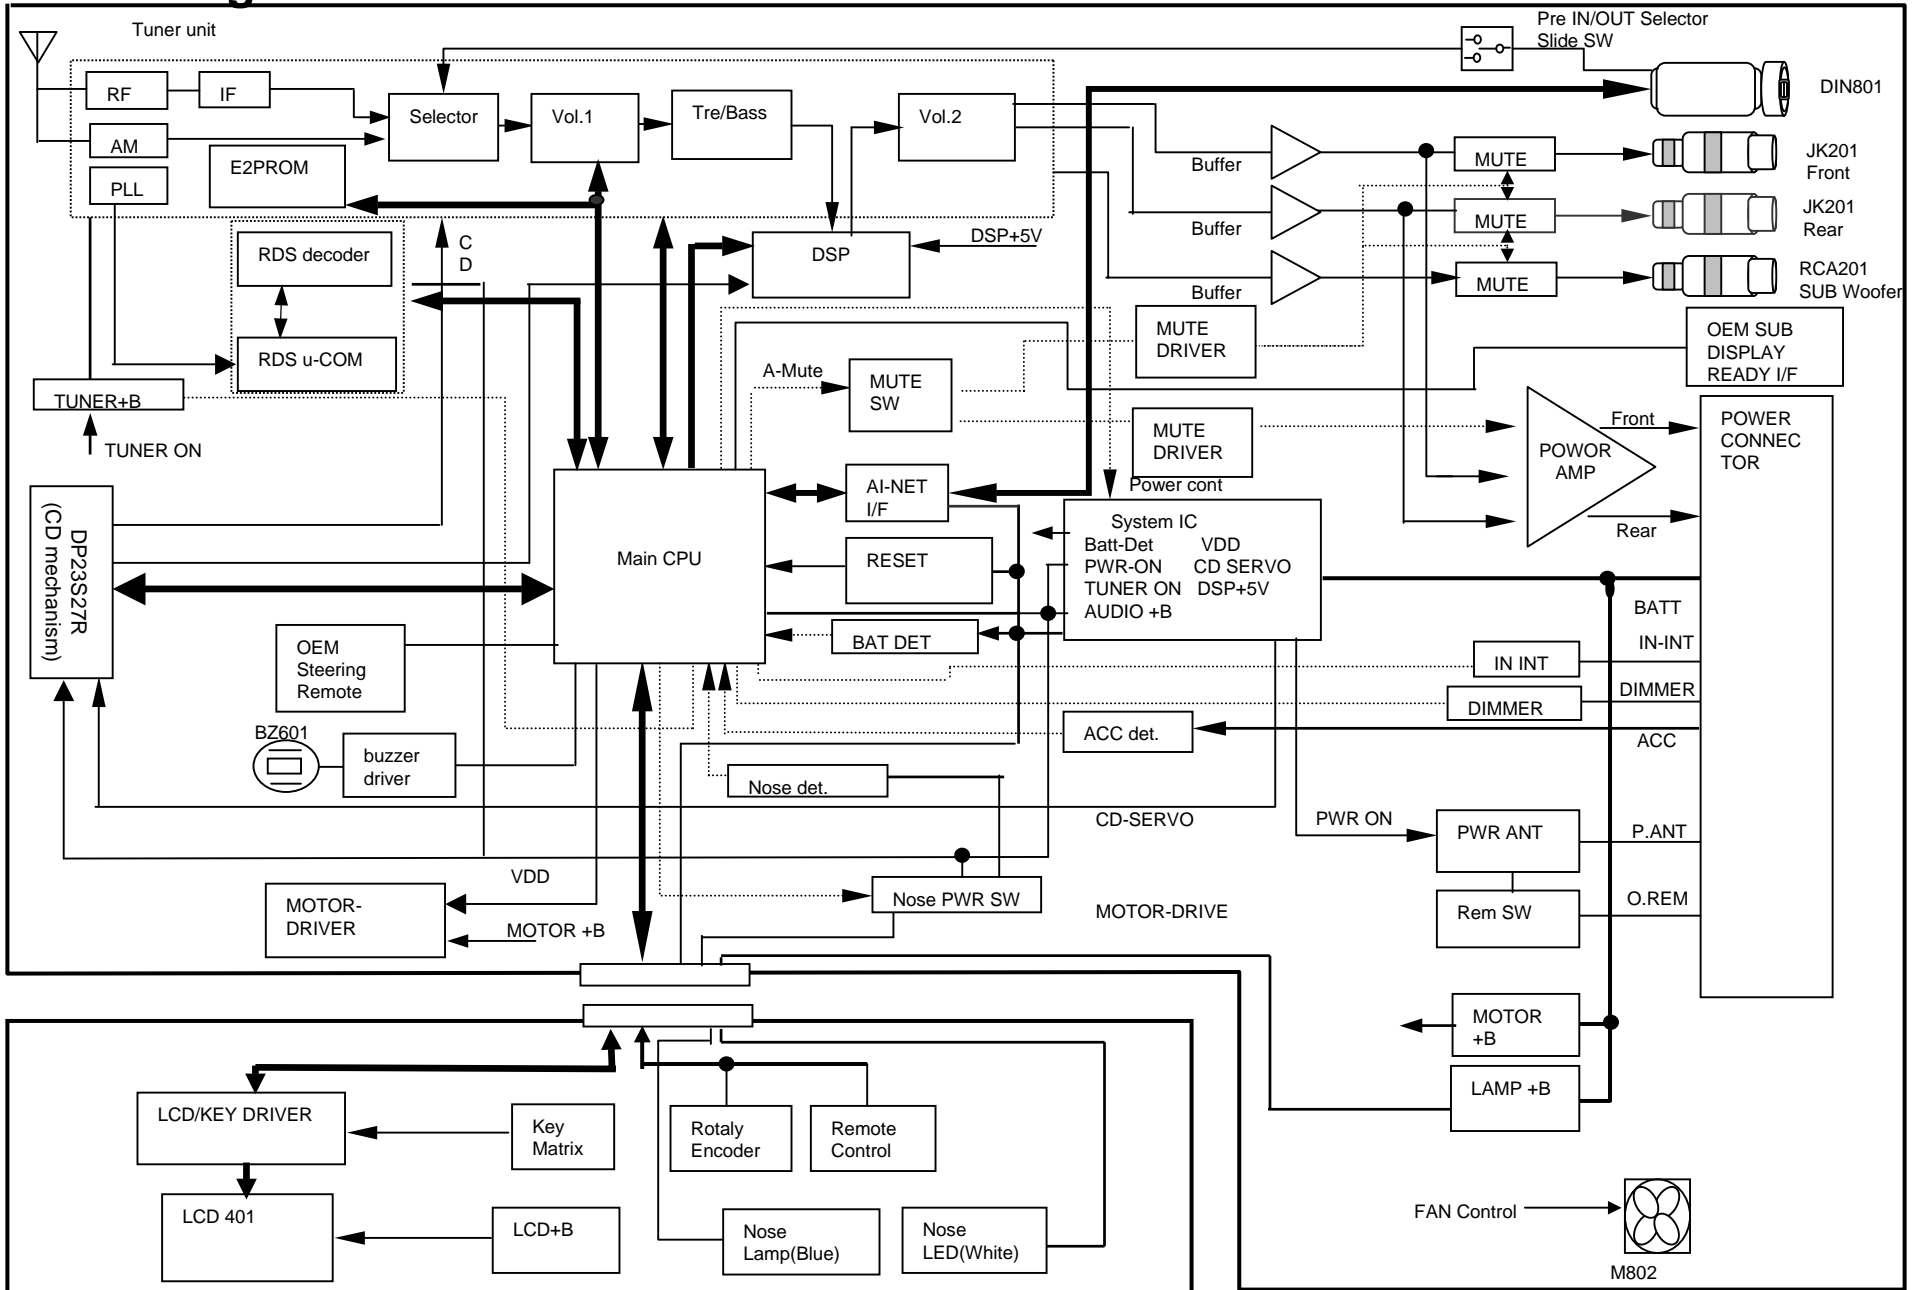 Tuner unit
Pre IN/OUT Selector
Slide SW
DIN801
RF
IF
AM
PLL
E2PROM
Selector
Vol.1
Tre/Bass
Vol.2
Buffer
Buffer
Buffer
MUTE
MUTE
MUTE
JK201
Front
JK201
Rear
RCA201
SUB Woofer
RDS decoder
RDS u-COM
C
D
DSP
DSP+5V
TUNER+B
TUNER ON
A-Mute
MUTE
SW
MUTE
DRIVER
MUTE
DRIVER
OEM SUB
DISPLAY
READY I/F
POWOR
AMP
Front
Rear
POWER
CONNEC
TOR
DP23S27R
(CD mechanism)
Main CPU
AI-NET
I/F
RESET
BAT DET
Power cont
System IC
Batt-Det VDD
PWR-ON CD SERVO
TUNER ON DSP+5V
AUDIO +B
BATT
IN-INT
IN INT
DIMMER
DIMMER
ACC
ACC det.
OEM
Steering
Remote
BZ601
buzzer
driver
Nose det.
CD-SERVO
PWR ON
PWR ANT
P.ANT
VDD
Nose PWR SW
MOTOR-
DRIVER
MOTOR +B
MOTOR-DRIVE
Rem SW
O.REM
MOTOR
+B
LAMP +B
LCD/KEY DRIVER
Key
Matrix
Rotaly
Encoder
Remote
Control
LCD 401
LCD+B
Nose
Lamp(Blue)
Nose
LED(White)
FAN Control
M802